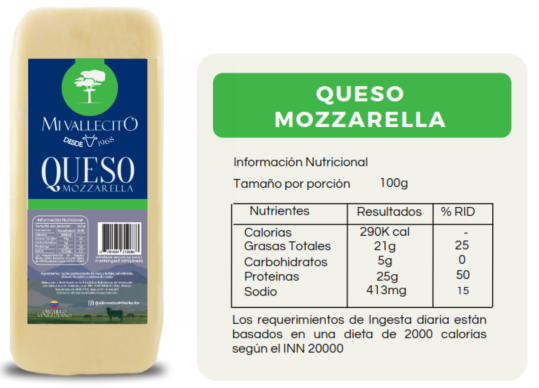 MI VALLECITO
DESDE 1968
QUESO
MOZZARELLA
Información Nutricional
QUESO
MOZZARELLA
Información Nutricional
Tamaño por porción 100g
Nutrientes Resultados % RID
Calorias 290K cal -
Grasas Totales 21g 25
Carbohidratos 5g 0
Proteinas 25g 50
Sodio 413mg 15
Los requerimientos de Ingesta diaria están
basados en una dieta de 2000 calorias
según el INN 20000